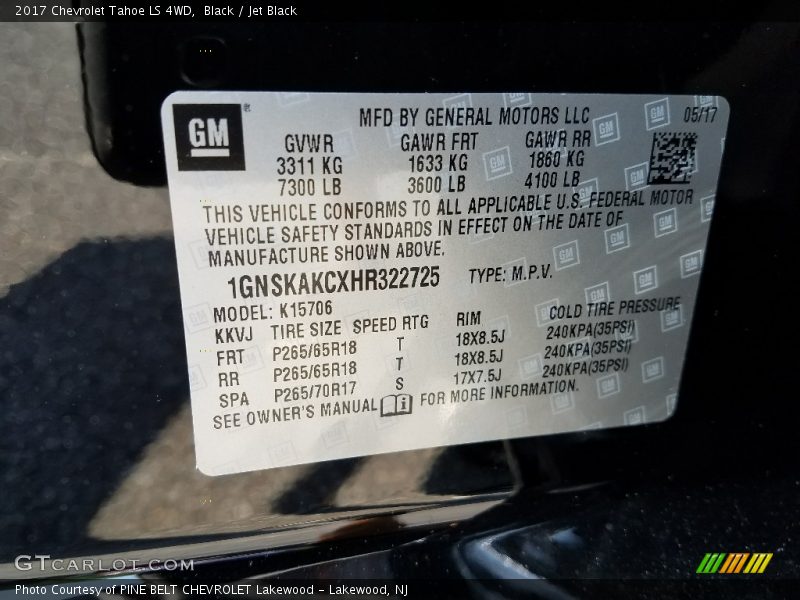 2017 Chevrolet Tahoe LS 4WD, Black / Jet Black
GM
MFD BY GENERAL MOTORS LLC 05/17
GVWR GAWR FRT GAWR RR
3311 KG 1633 KG 1860 KG
7300 LB 3600 LB 4100 LB
THIS VEHICLE CONFORMS TO ALL APPLICABLE U.S. FEDERAL MOTOR
VEHICLE SAFETY STANDARDS IN EFFECT ON THE DATE OF
MANUFACTURE SHOWN ABOVE.
1GNSKAKCXHR322725 TYPE: M.P.V.
MODEL: K15706
KKVJ TIRE SIZE SPEED RTG RIM COLD TIRE PRESSURE
FRT P265/65R18 T 18X8.5J 240KPA(35PSI)
RR P265/65R18 T 18X8.5J 240KPA(35PSI)
SPA P265/70R17 S 17X7.5J 240KPA(35PSI)
SEE OWNER'S MANUAL FOR MORE INFORMATION.
GTCARLOT.COM
Photo Courtesy of PINE BELT CHEVROLET Lakewood - Lakewood, NJ